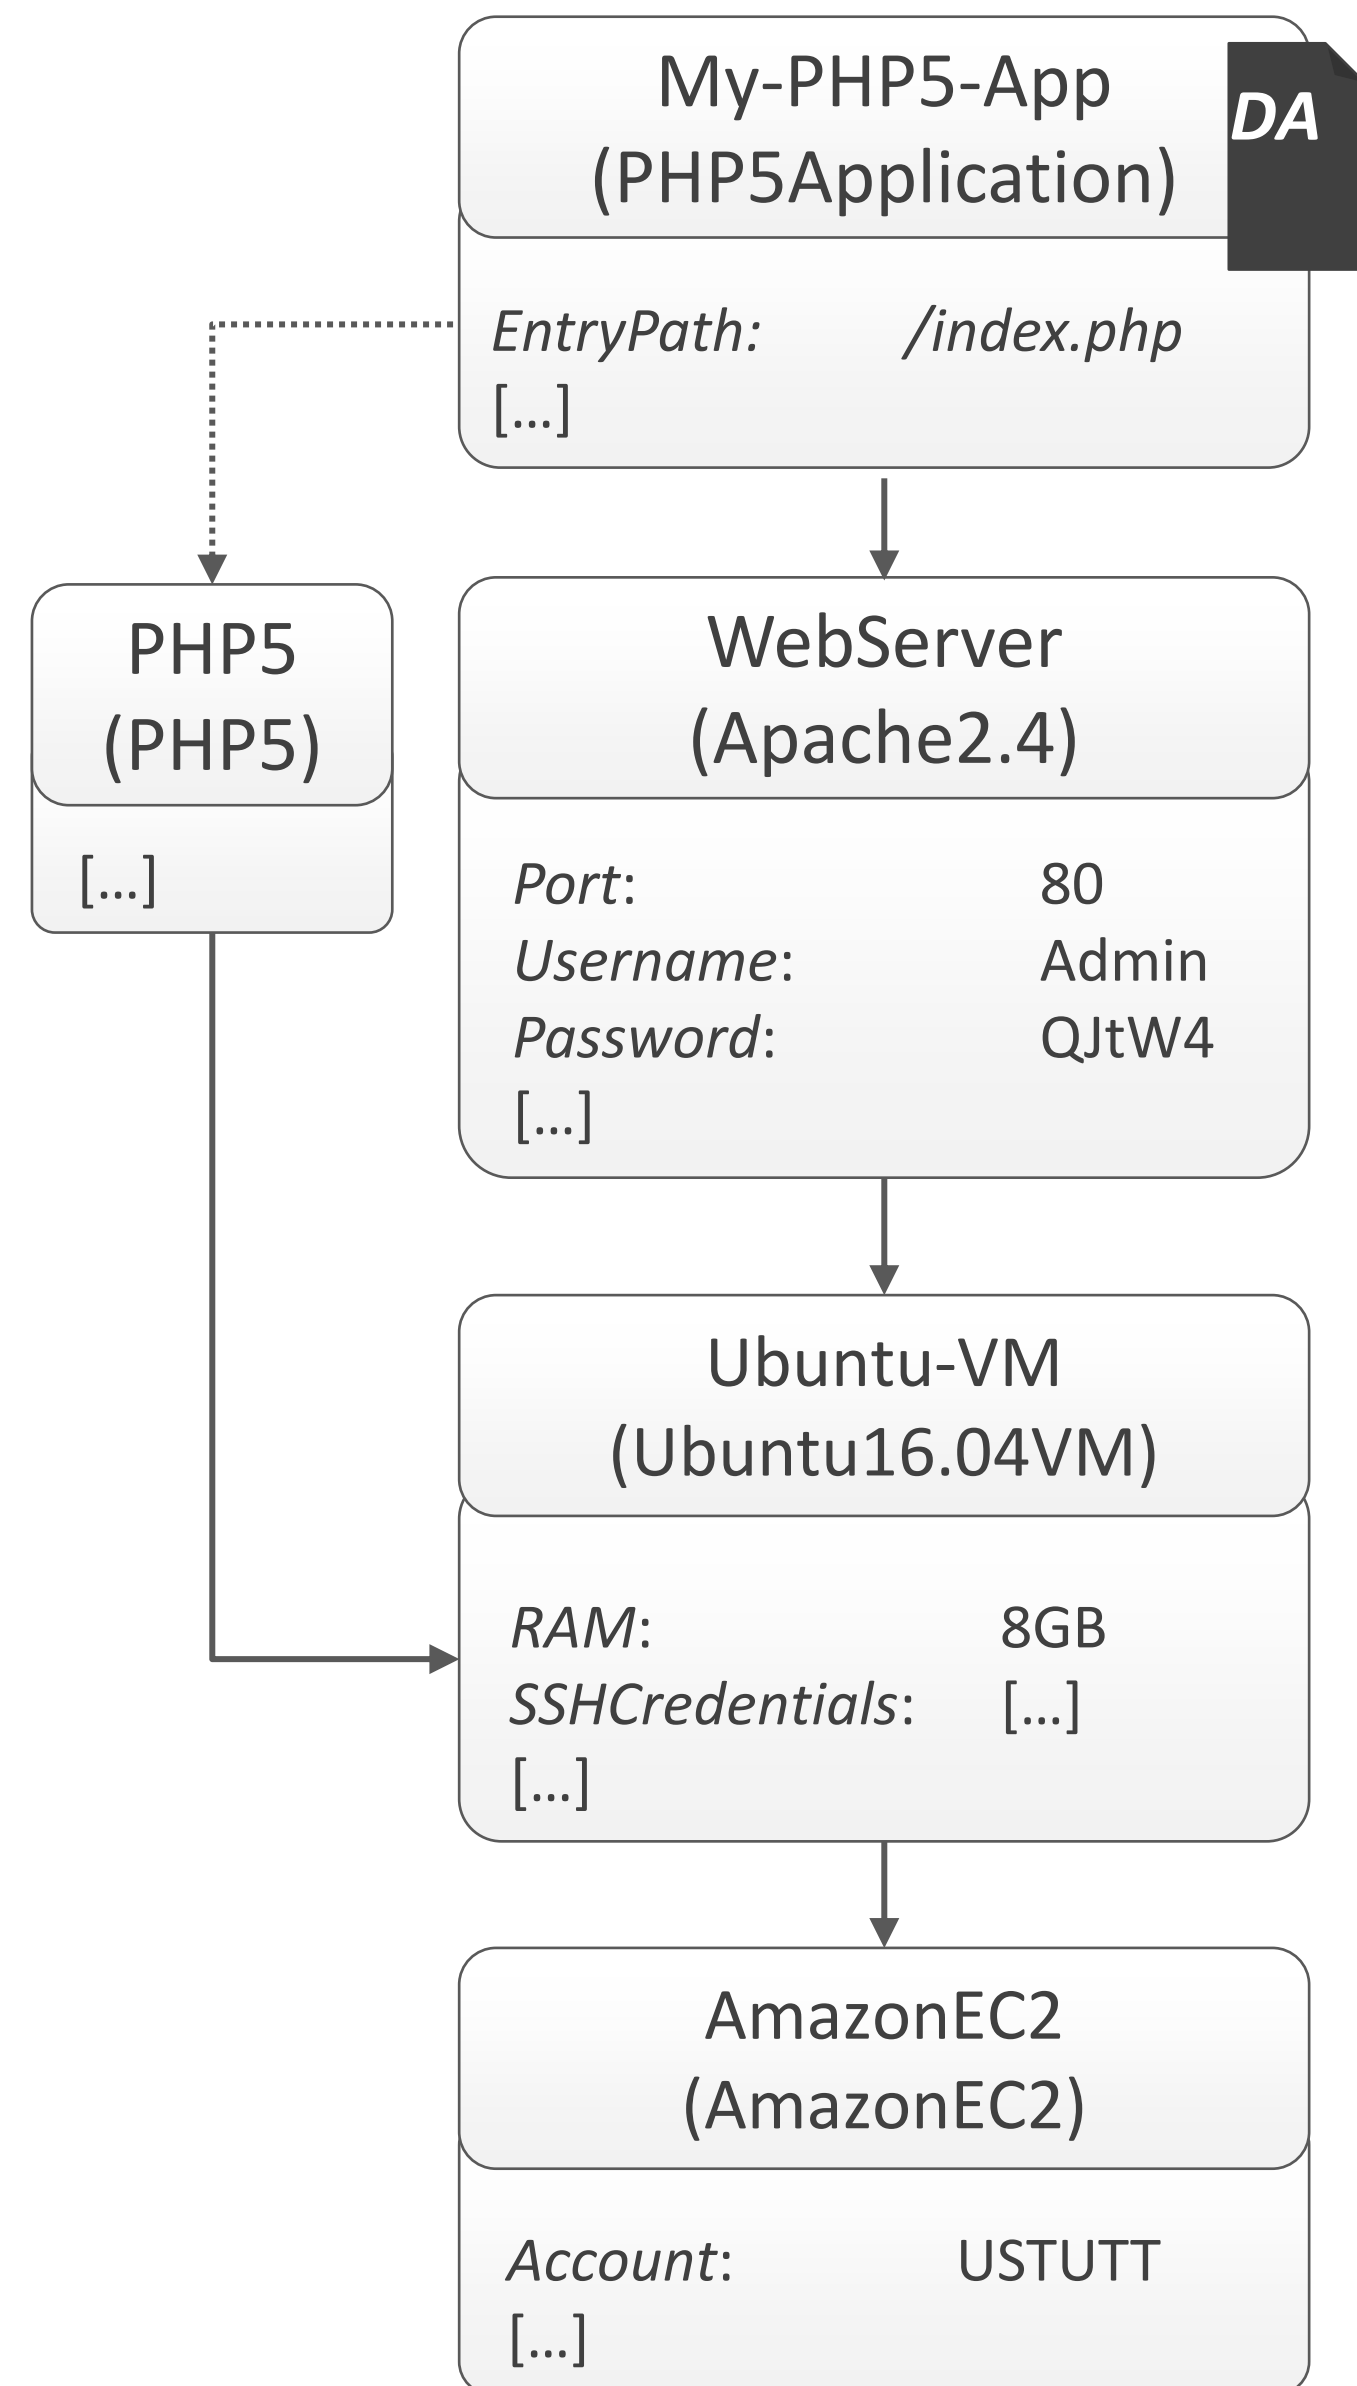 My-PHP5-App
(PHP5Application)
DA
EntryPath: /index.php
[...]
PHP5
(PHP5)
[...]
WebServer
(Apache2.4)
Port: 80
Username: Admin
Password: QJtW4
[...]
Ubuntu-VM
(Ubuntu16.04VM)
RAM: 8GB
SSHCredentials: [...]
[...]
AmazonEC2
(AmazonEC2)
Account: USTUTT
[...]